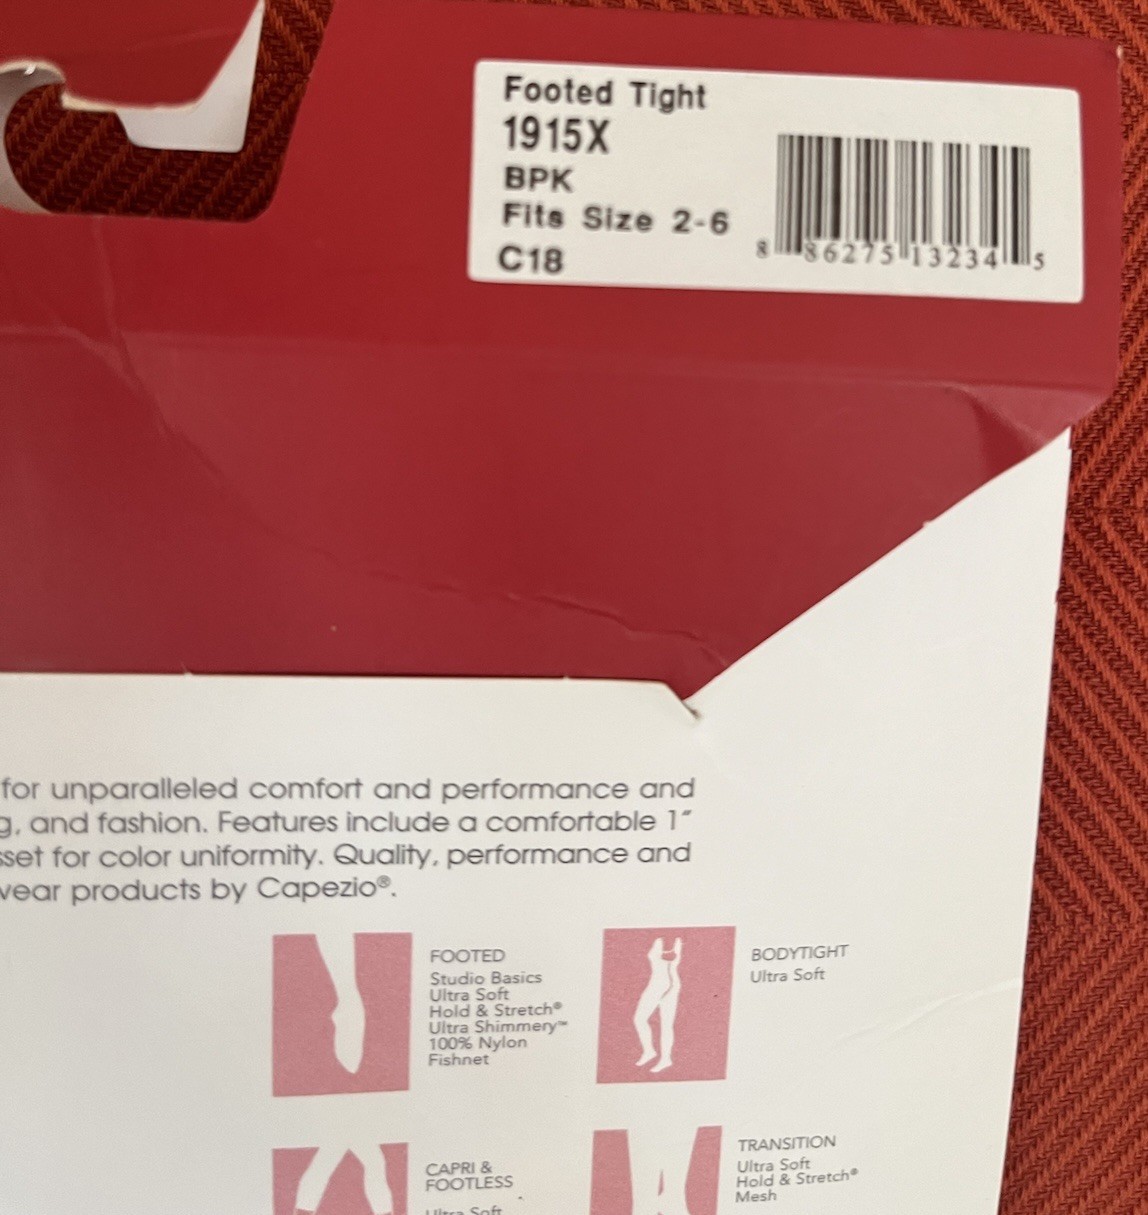 Footed Tight
1915X
BPK
Fits Size 2-6
C18
8 86275 13234 5
for unparalleled comfort and performance and
, and fashion. Features include a comfortable 1"
for color uniformity. Quality, performance and
products by Capezio®.
FOOTED
Studio Basics
Ultra Soft
Hold & Stretch®
Ultra Shimmery™
100% Nylon
Fishnet
BODYTIGHT
Ultra Soft
CAPRI &
FOOTLESS
Ultra Soft
TRANSITION
Ultra Soft
Hold & Stretch®
Mesh